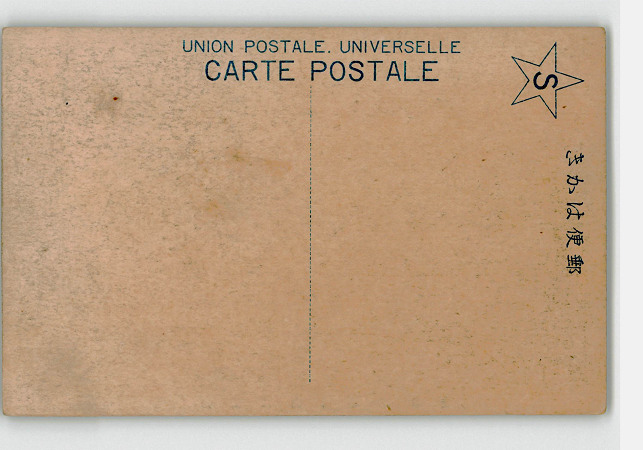 UNION POSTALE. UNIVERSELLE
CARTE POSTALE
S
きかは便郵